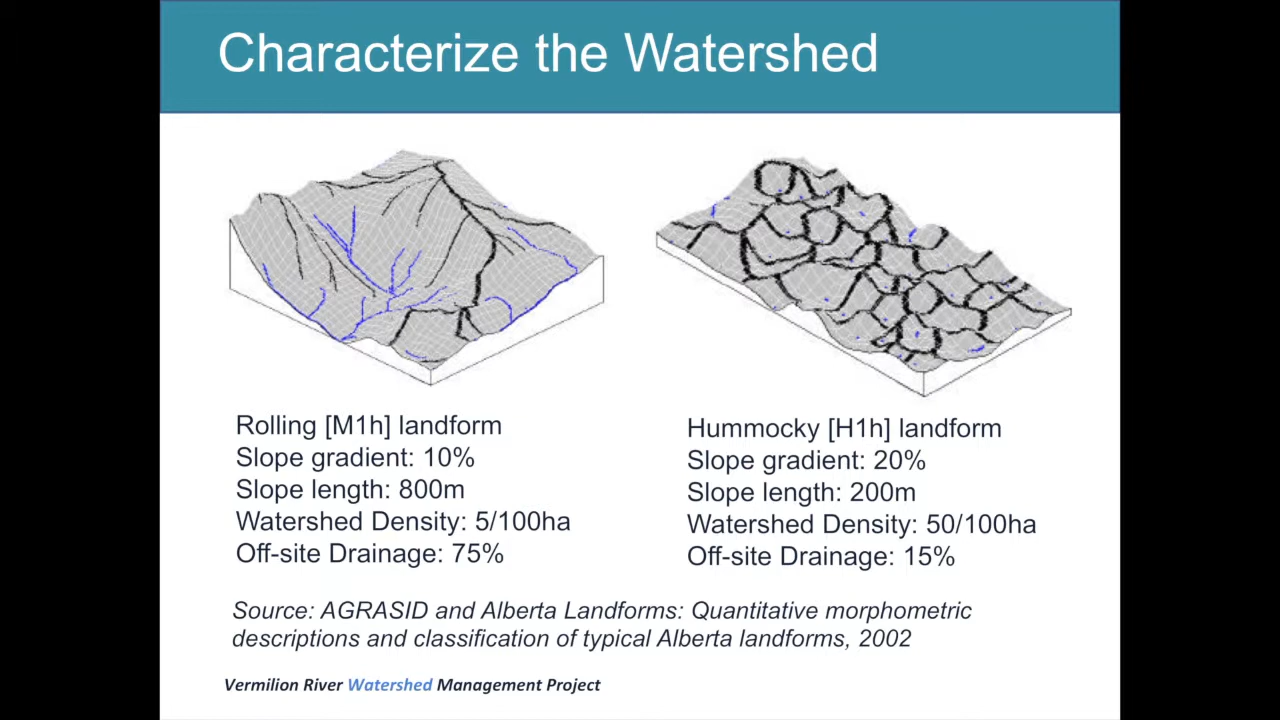 Characterize the Watershed
Rolling [M1h] landform
Slope gradient: 10%
Slope length: 800m
Watershed Density: 5/100ha
Off-site Drainage: 75%
Hummocky [H1h] landform
Slope gradient: 20%
Slope length: 200m
Watershed Density: 50/100ha
Off-site Drainage: 15%
Source: AGRASID and Alberta Landforms: Quantitative morphometric
descriptions and classification of typical Alberta landforms, 2002
Vermilion River Watershed Management Project